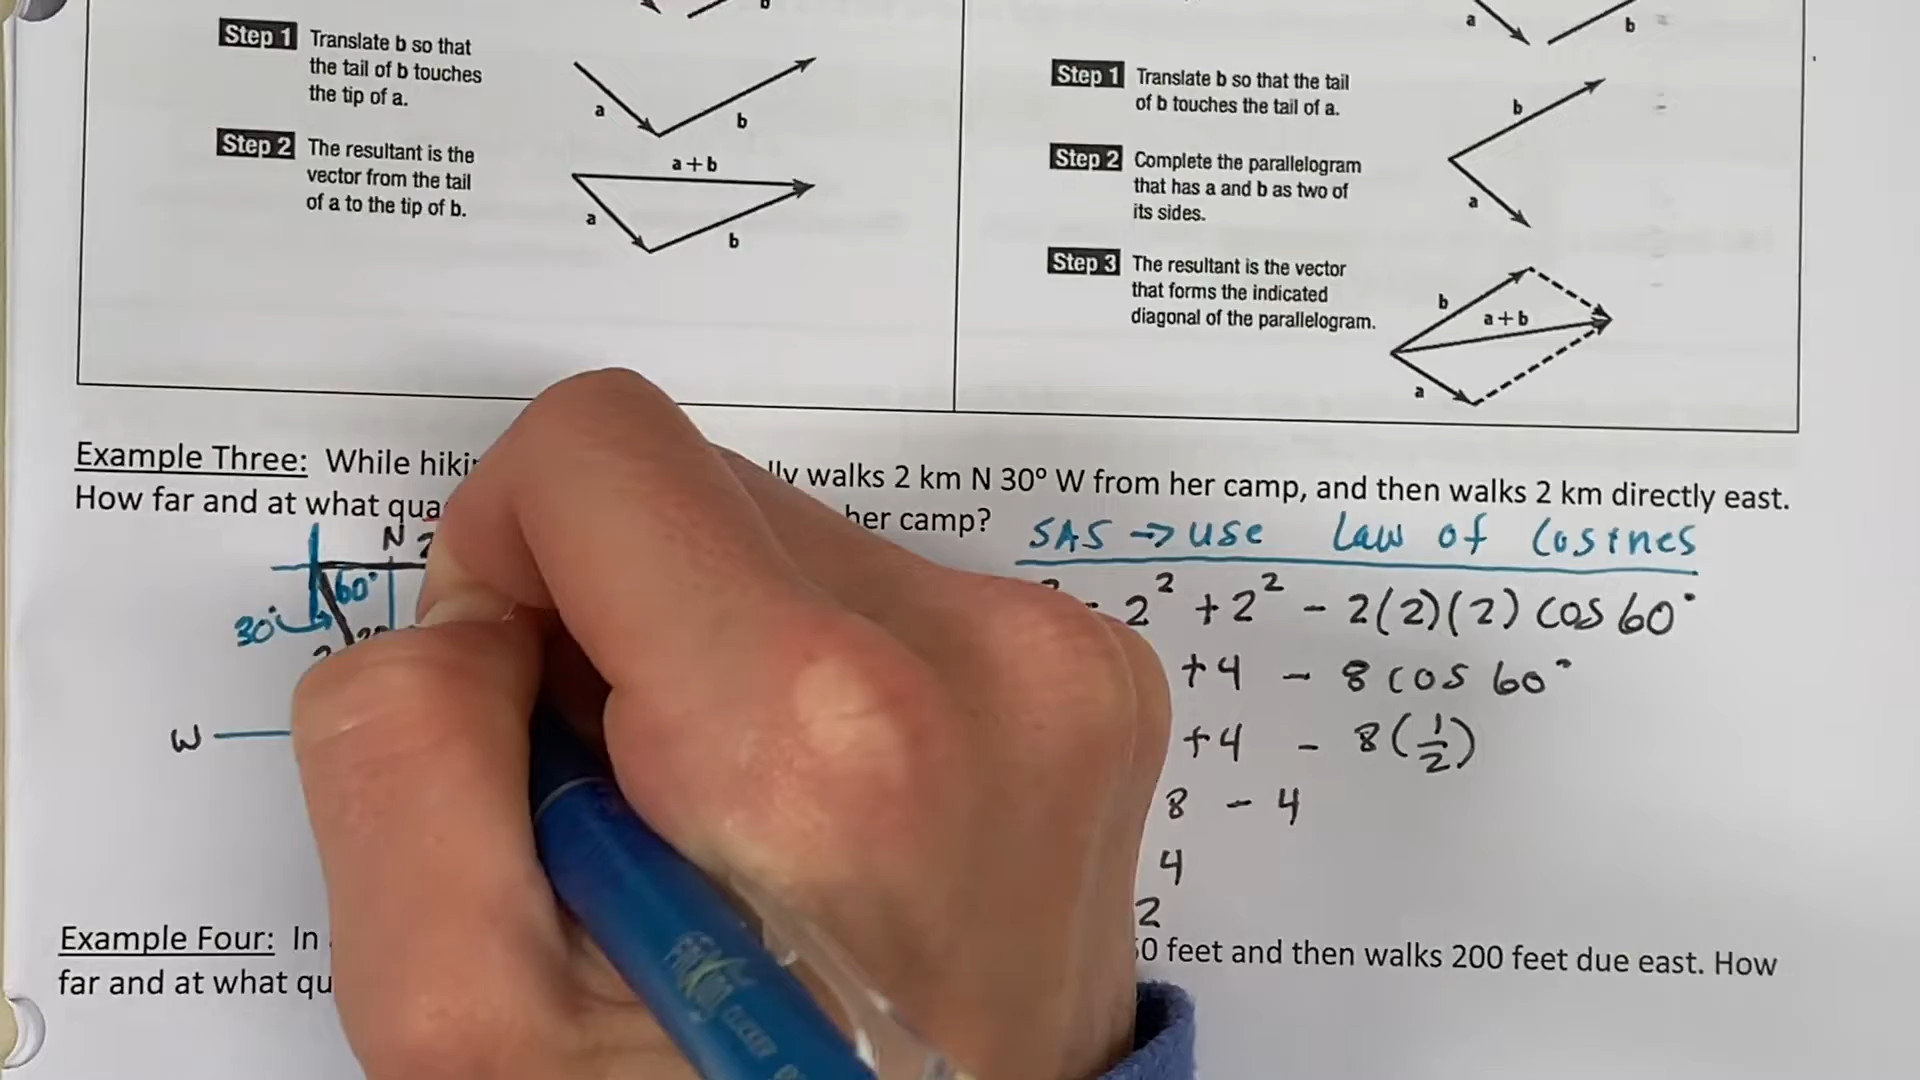 b
Step 1 Translate b so that
the tail of b touches
the tip of a.
a
b
Step 2 The resultant is the
vector from the tail
of a to the tip of b.
a+b
a
b
a
b
Step 1 Translate b so that the tail
of b touches the tail of a.
b
a
Step 2 Complete the parallelogram
that has a and b as two of
its sides.
Step 3 The resultant is the vector
that forms the indicated
diagonal of the parallelogram.
b
a+b
a
Example Three: While walks 2 km N 30° W from her camp, and then walks 2 km directly east.
How far and at what her camp?
N
60°
30°
W
SAS → use Law of Cosines
2² + 2² - 2(2)(2) cos 60°
+4 - 8 cos 60°
+4 - 8(1/2)
8 - 4
4
2
Example Four: In feet and then walks 200 feet due east. How
far and at what
FRIXION CLICKER